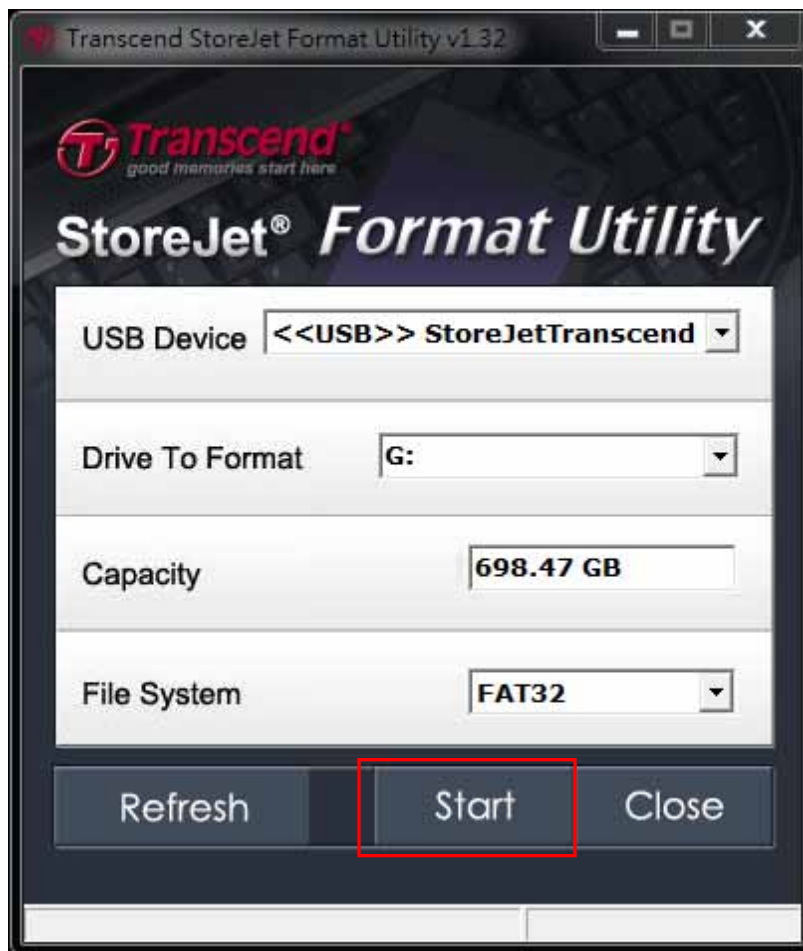 Transcend StoreJet Format Utility v1.32
Transcend
good memories start here
StoreJet® Format Utility
USB Device <<USB>> StoreJetTranscend
Drive To Format G:
Capacity 698.47 GB
File System FAT32
Refresh Start Close